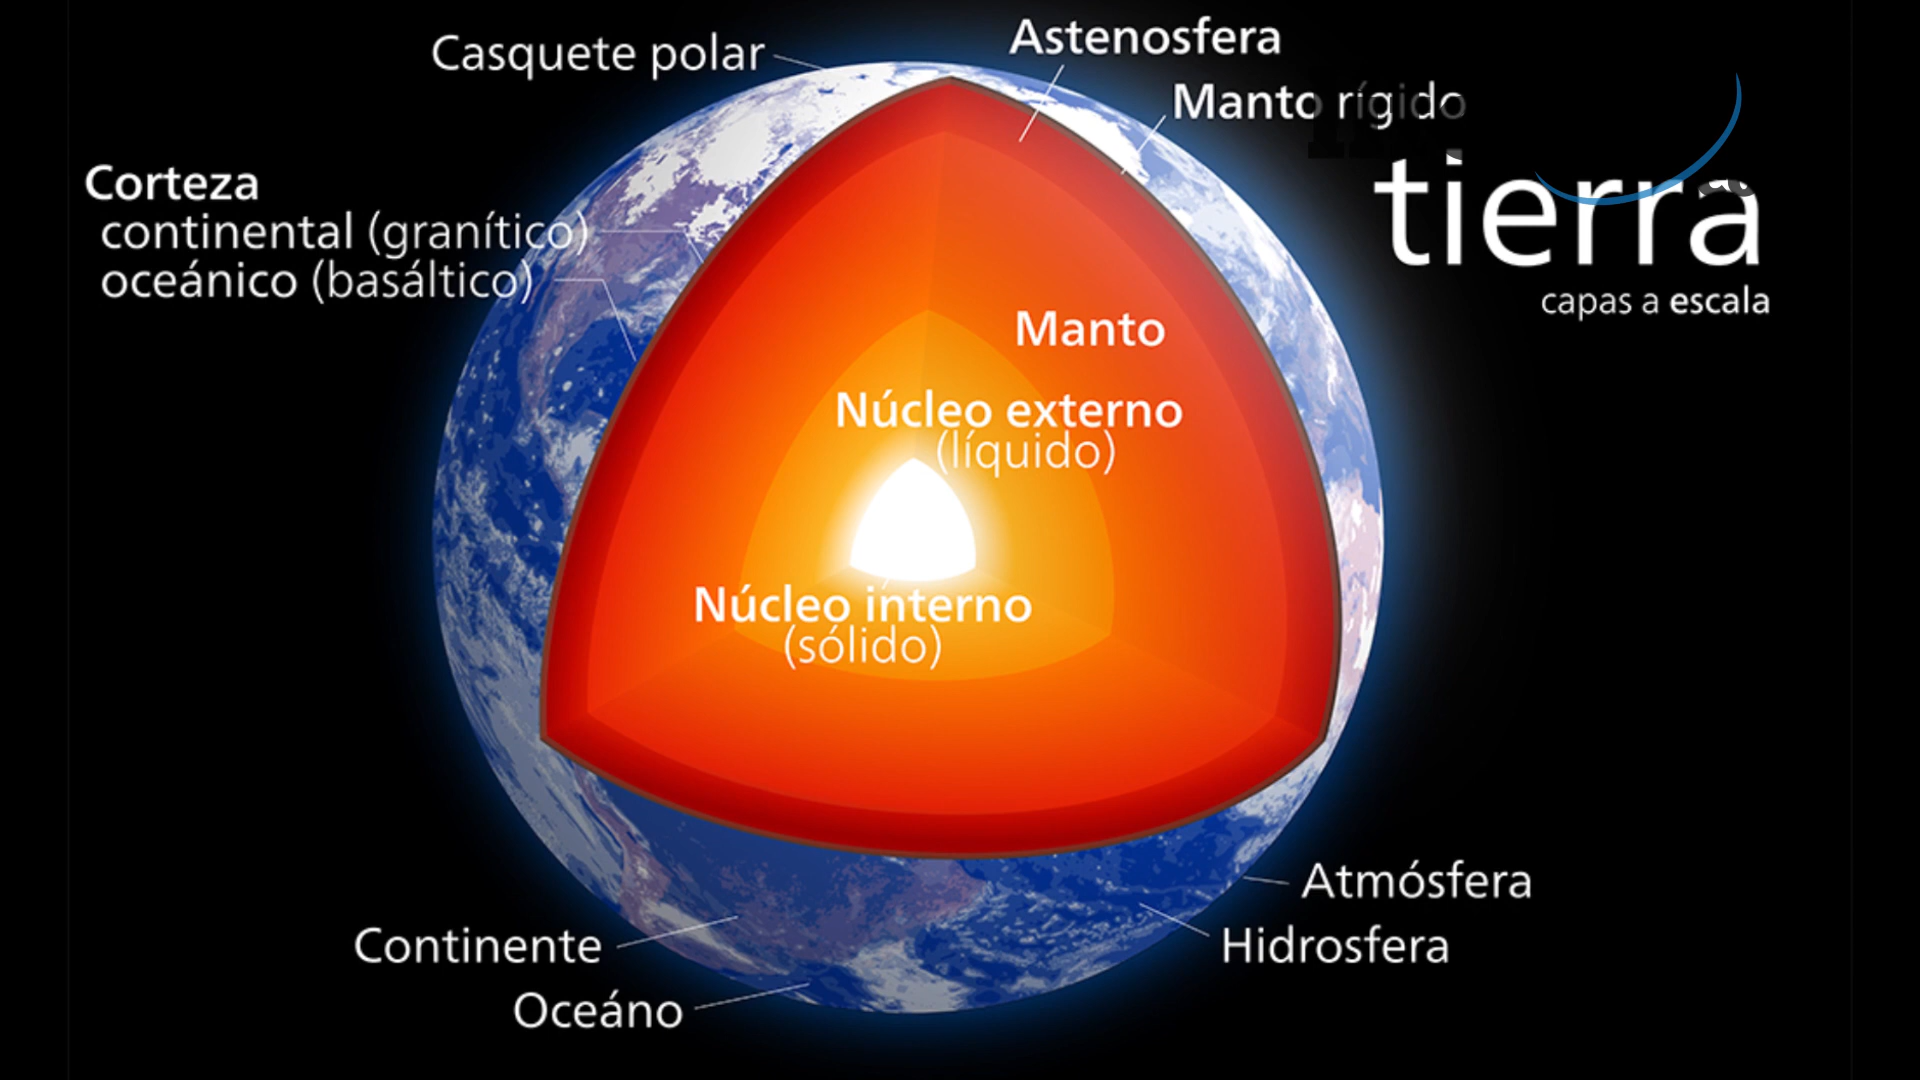 Casquete polar
Astenosfera
Manto rígido
Corteza
continental (granítico)
oceánico (basáltico)
tierra
capas a escala
Manto
Núcleo externo
(líquido)
Núcleo interno
(sólido)
Atmósfera
Continente
Hidrosfera
Oceáno